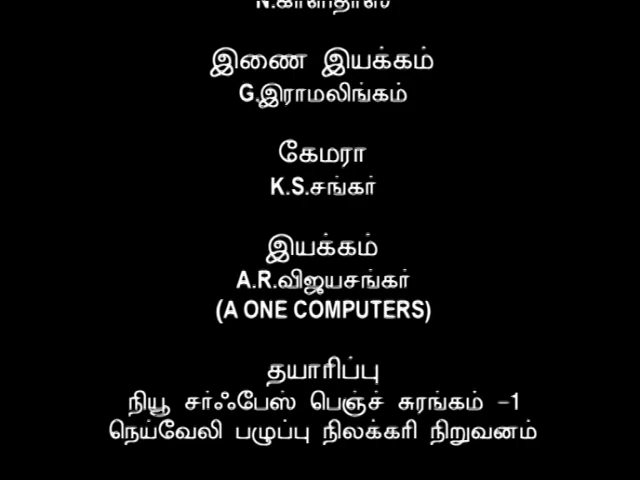 N.காளிதாஸ்
இணை இயக்கம்
G.இராமலிங்கம்
கேமரா
K.S.சங்கர்
இயக்கம்
A.R.விஜயசங்கர்
(A ONE COMPUTERS)
தயாரிப்பு
நியூ சர்ஃபேஸ் பெஞ்ச் சுரங்கம் -1
நெய்வேலி பழுப்பு நிலக்கரி நிறுவனம்